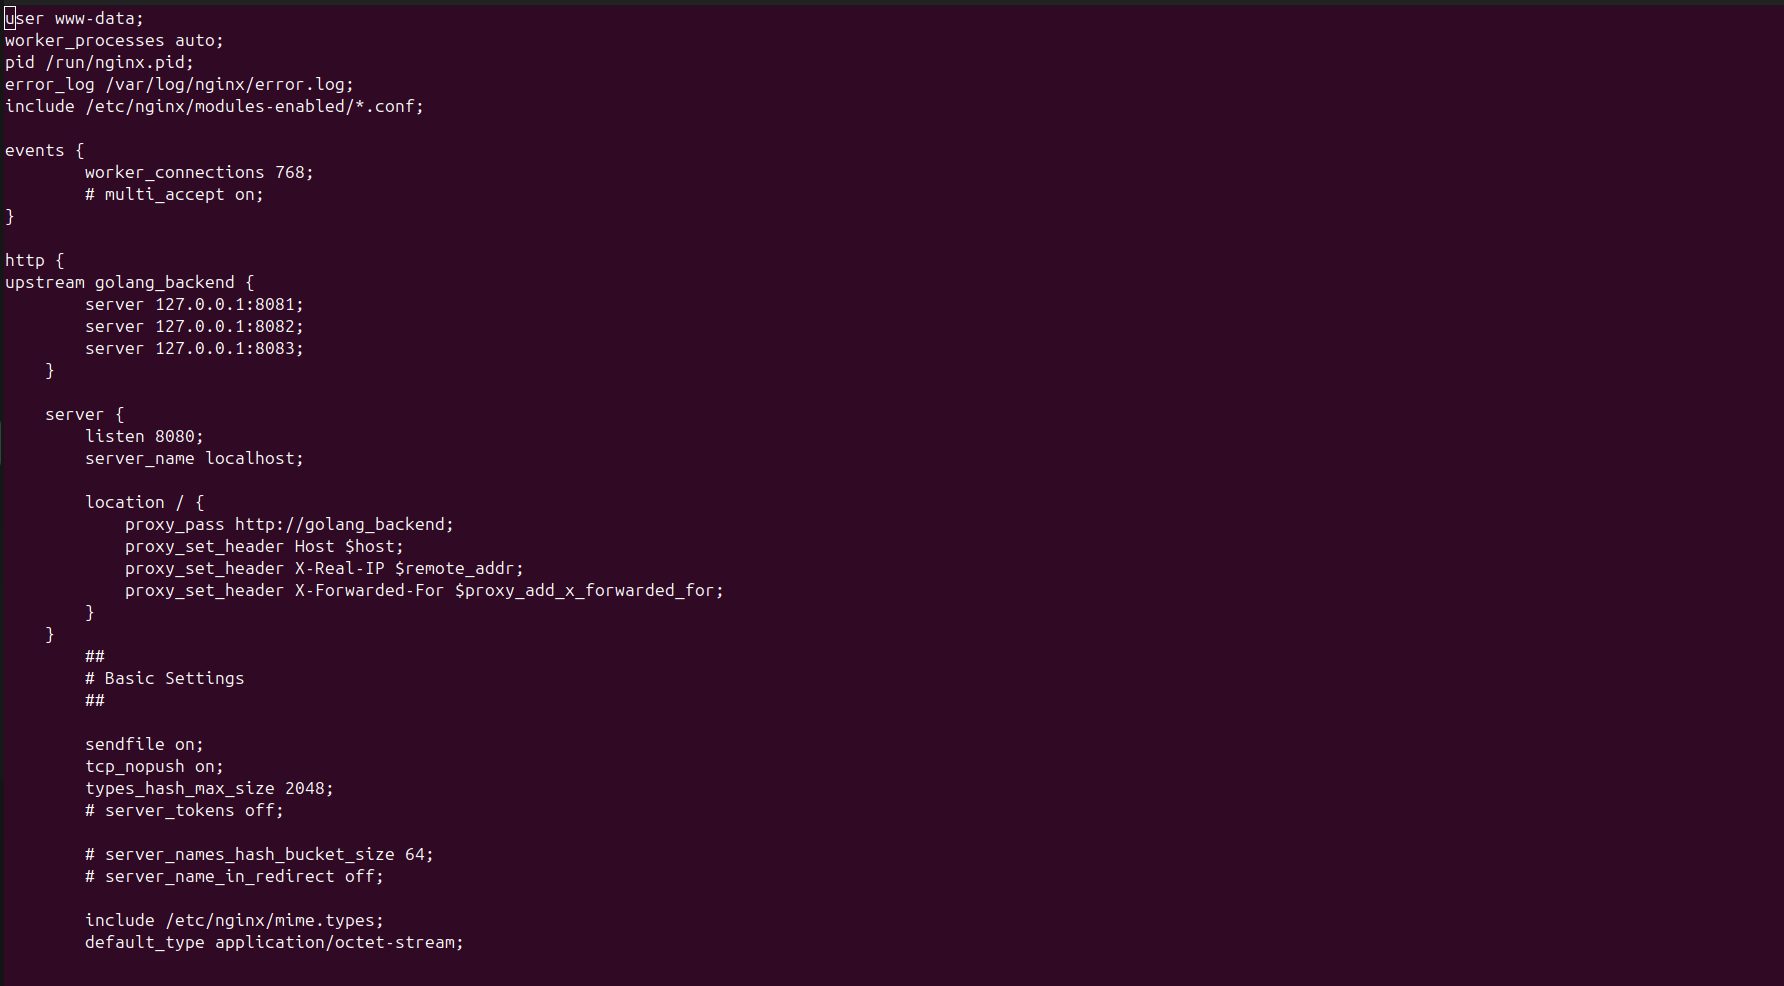 user www-data;
worker_processes auto;
pid /run/nginx.pid;
error_log /var/log/nginx/error.log;
include /etc/nginx/modules-enabled/*.conf;

events {
        worker_connections 768;
        # multi_accept on;
}

http {
upstream golang_backend {
        server 127.0.0.1:8081;
        server 127.0.0.1:8082;
        server 127.0.0.1:8083;
    }

    server {
        listen 8080;
        server_name localhost;

        location / {
            proxy_pass http://golang_backend;
            proxy_set_header Host $host;
            proxy_set_header X-Real-IP $remote_addr;
            proxy_set_header X-Forwarded-For $proxy_add_x_forwarded_for;
        }
    }
        ##
        # Basic Settings
        ##

        sendfile on;
        tcp_nopush on;
        types_hash_max_size 2048;
        # server_tokens off;

        # server_names_hash_bucket_size 64;
        # server_name_in_redirect off;

        include /etc/nginx/mime.types;
        default_type application/octet-stream;